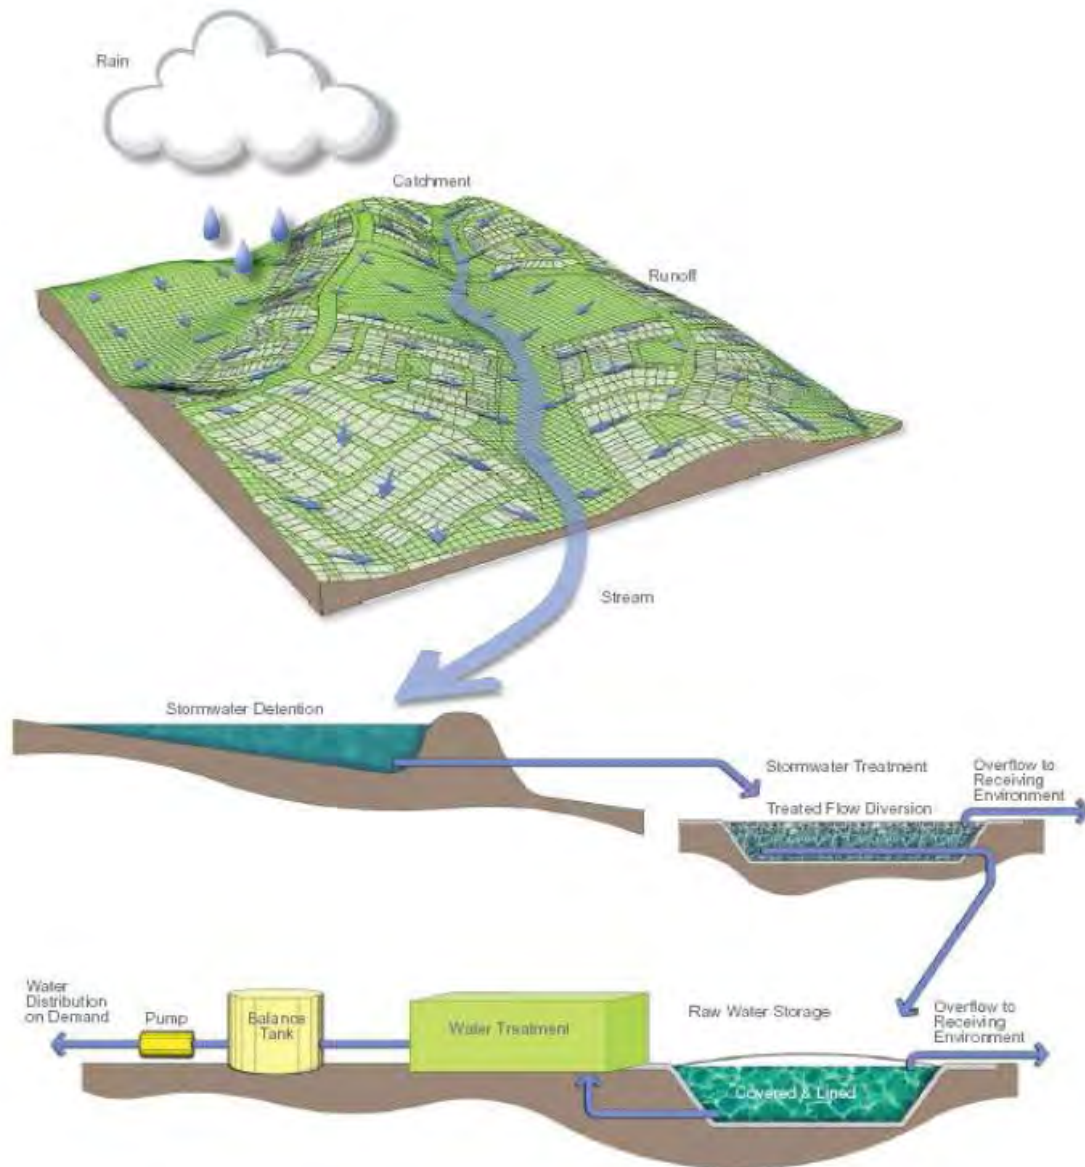 Rain
Catchment
Runoff
Stream
Stormwater Detention
Stormwater Treatment
Overflow to
Receiving
Environment
Treated Flow Diversion
Water
Distribution
on Demand
Pump
Balance
Tank
Water Treatment
Raw Water Storage
Overflow to
Receiving
Environment
Covered & Lined